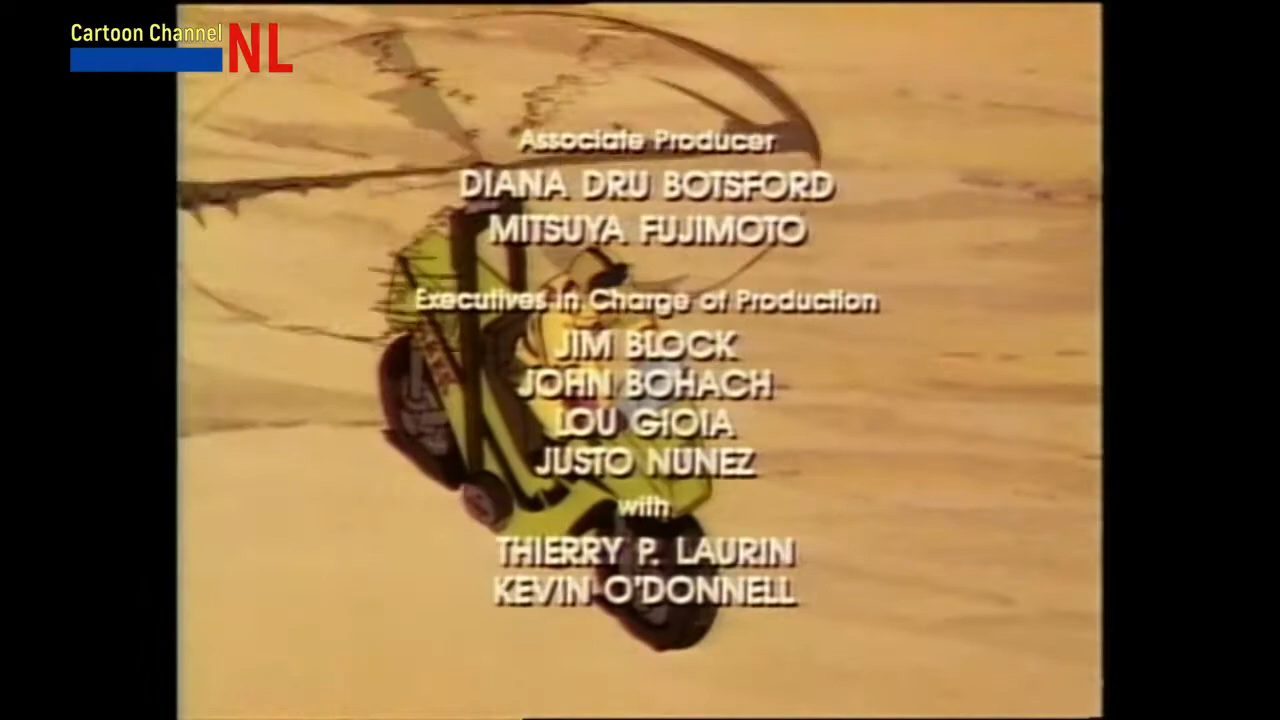 Cartoon Channel
NL
Associate Producer
DIANA DRU BOTSFORD
MITSUYA FUJIMOTO
Executives in Charge of Production
JIM BLOCK
JOHN BOHACH
LOU GIOIA
JUSTO NUNEZ
with
THIERRY P. LAURIN
KEVIN O'DONNELL